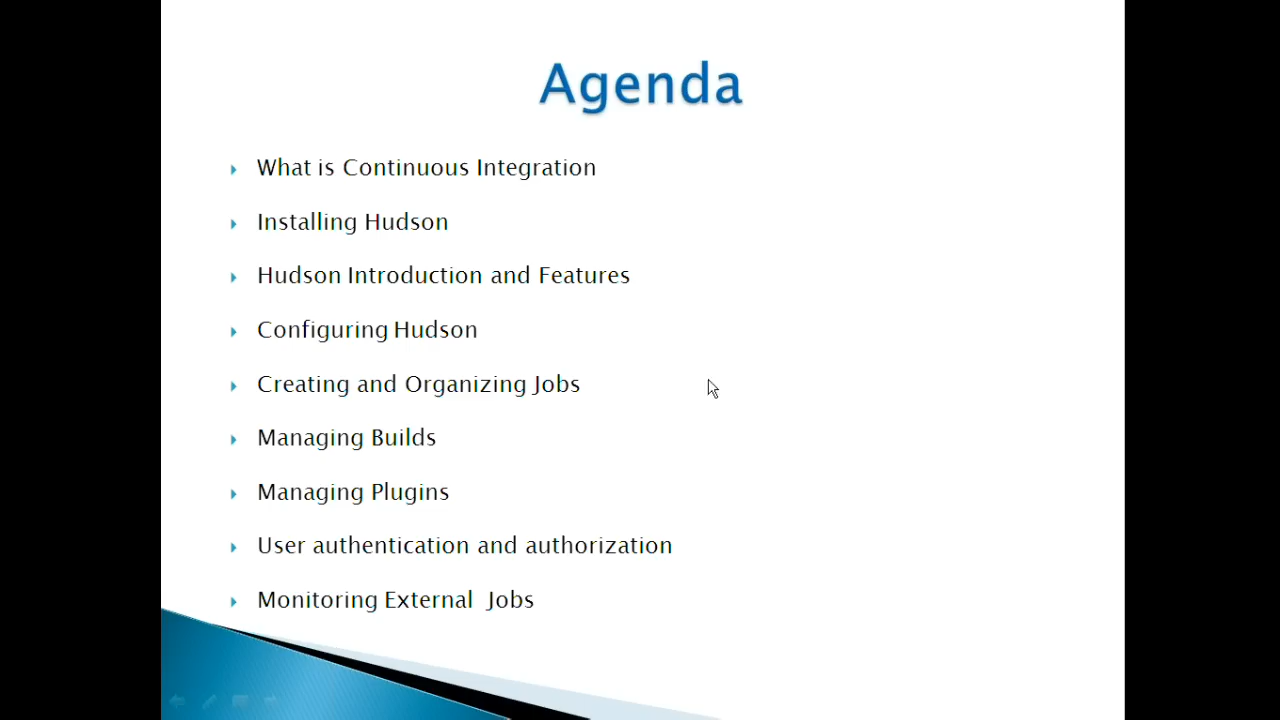 Agenda
What is Continuous Integration
Installing Hudson
Hudson Introduction and Features
Configuring Hudson
Creating and Organizing Jobs
Managing Builds
Managing Plugins
User authentication and authorization
Monitoring External Jobs